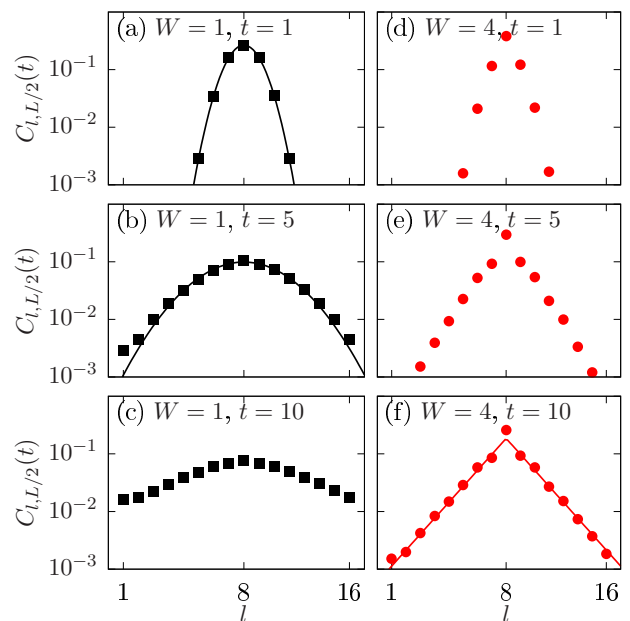 (a) W = 1, t = 1
(d) W = 4, t = 1
C_{l,L/2}(t)
10^{-1}
10^{-2}
10^{-3}
(b) W = 1, t = 5
(e) W = 4, t = 5
C_{l,L/2}(t)
10^{-1}
10^{-2}
10^{-3}
(c) W = 1, t = 10
(f) W = 4, t = 10
C_{l,L/2}(t)
10^{-1}
10^{-2}
10^{-3}
1 8 16 1 8 16
l l